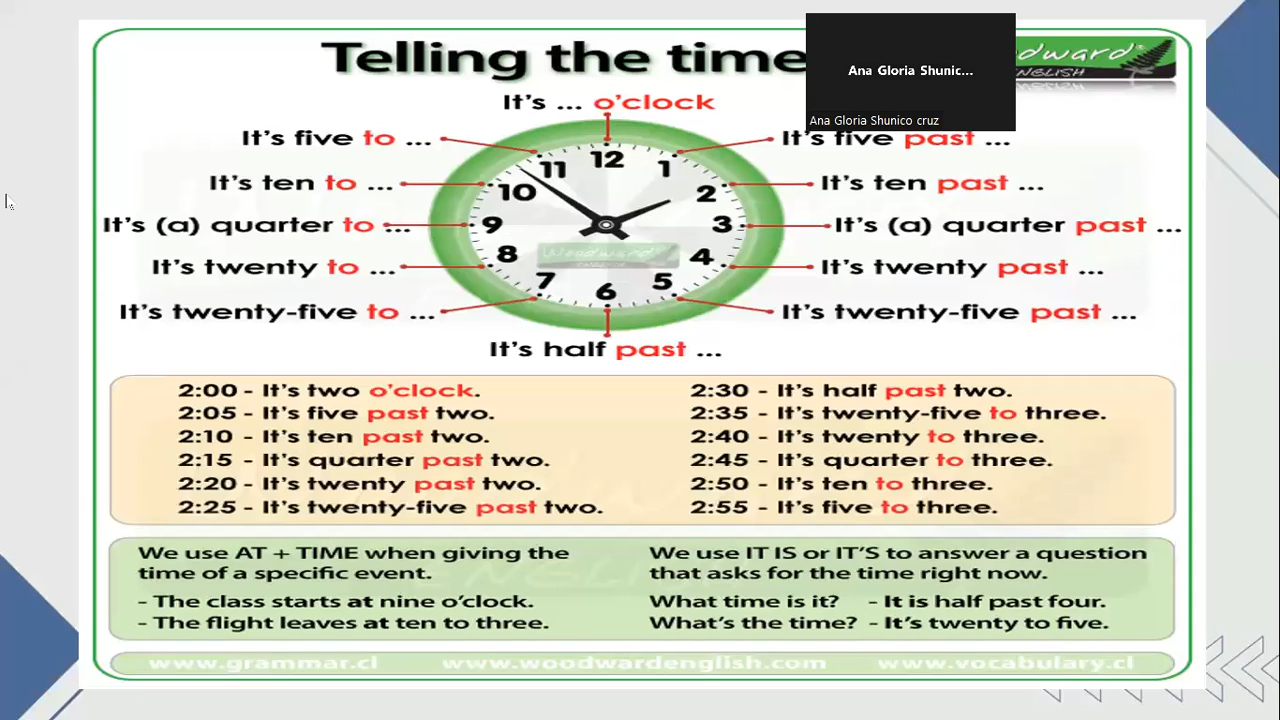 Telling the time
Ana Gloria Shunic...
Ana Gloria Shunico cruz
ENGLISH
It's ... o'clock
It's five to ...
It's five past ...
It's ten to ...
It's ten past ...
It's (a) quarter to ...
It's (a) quarter past ...
It's twenty to ...
It's twenty past ...
It's twenty-five to ...
It's twenty-five past ...
It's half past ...
12
11
1
10
2
9
3
8
4
7
5
6
Woodward
2:00 - It's two o'clock.
2:05 - It's five past two.
2:10 - It's ten past two.
2:15 - It's quarter past two.
2:20 - It's twenty past two.
2:25 - It's twenty-five past two.
2:30 - It's half past two.
2:35 - It's twenty-five to three.
2:40 - It's twenty to three.
2:45 - It's quarter to three.
2:50 - It's ten to three.
2:55 - It's five to three.
We use AT + TIME when giving the
time of a specific event.
- The class starts at nine o'clock.
- The flight leaves at ten to three.
We use IT IS or IT'S to answer a question
that asks for the time right now.
What time is it? - It is half past four.
What's the time? - It's twenty to five.
www.grammar.cl www.woodwardenglish.com www.vocabulary.cl